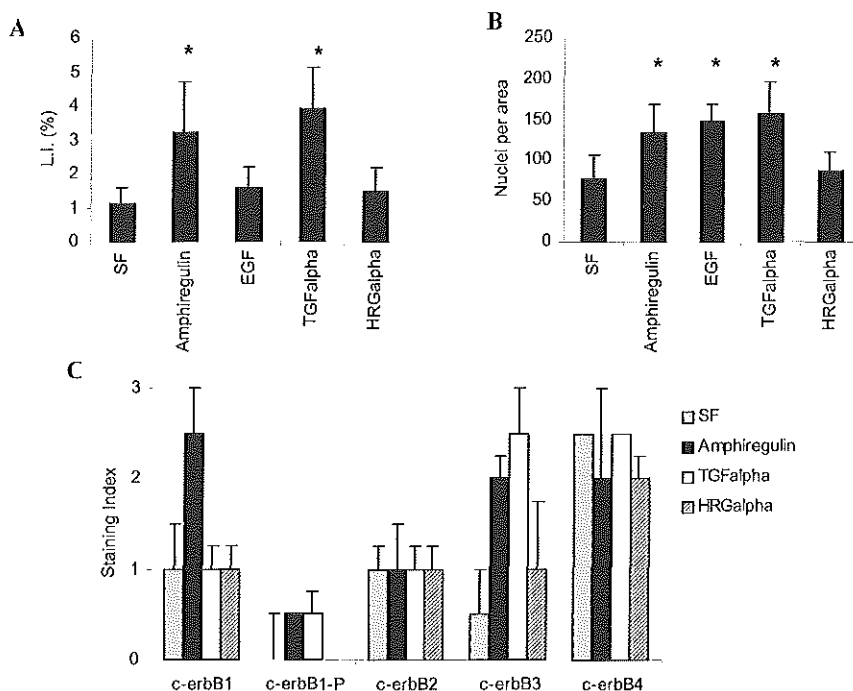 A
6
5
4
3
2
1
0
L.I. (%)
*
*
SF
Amphiregulin
EGF
TGFalpha
HRGalpha
B
250
200
150
100
50
0
Nuclei per area
*
*
*
SF
Amphiregulin
EGF
TGFalpha
HRGalpha
C
3
2
1
0
Staining Index
SF
Amphiregulin
TGFalpha
HRGalpha
c-erbB1
c-erbB1-P
c-erbB2
c-erbB3
c-erbB4